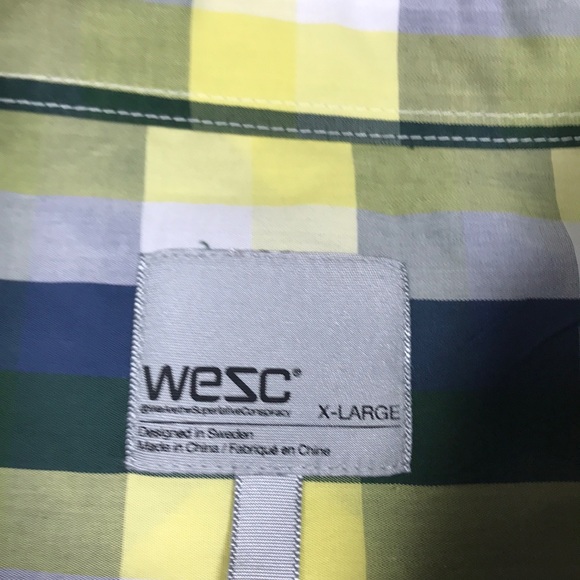 wesc®
@wearetheSuperlativeConspiracy
X-LARGE
Designed in Sweden
Made in China / Fabriqué en Chine